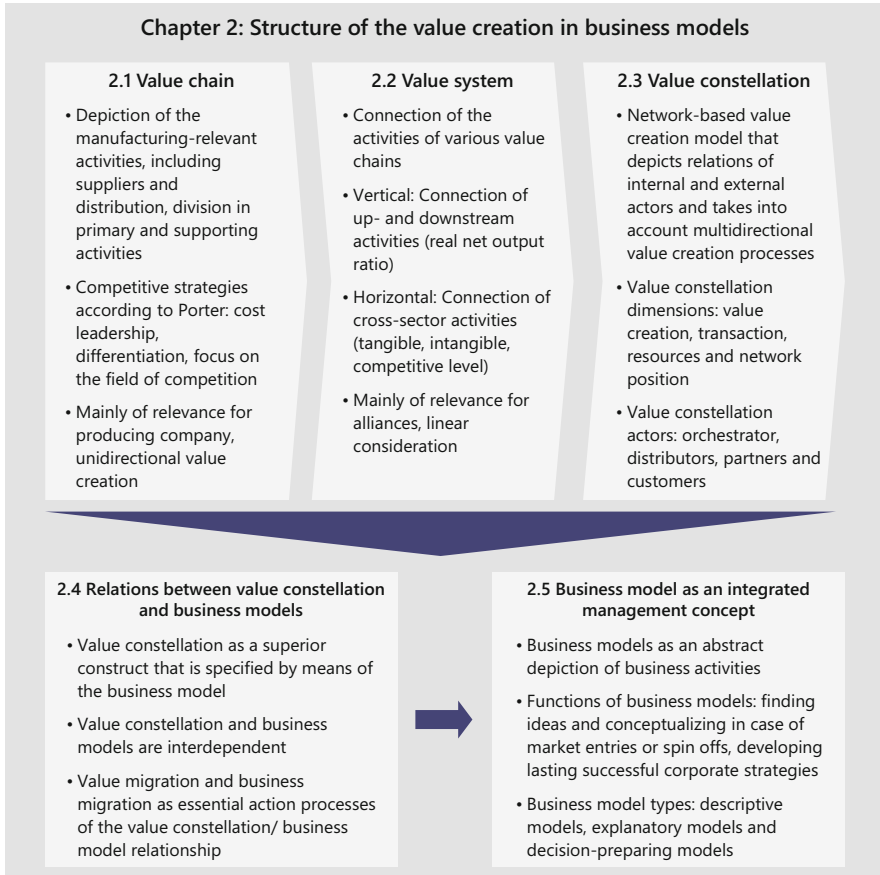 Chapter 2: Structure of the value creation in business models
2.1 Value chain
• Depiction of the
manufacturing-relevant
activities, including
suppliers and
distribution, division in
primary and supporting
activities
• Competitive strategies
according to Porter: cost
leadership,
differentiation, focus on
the field of competition
• Mainly of relevance for
producing company,
unidirectional value
creation
2.2 Value system
• Connection of the
activities of various value
chains
• Vertical: Connection of
up- and downstream
activities (real net output
ratio)
• Horizontal: Connection of
cross-sector activities
(tangible, intangible,
competitive level)
• Mainly of relevance for
alliances, linear
consideration
2.3 Value constellation
• Network-based value
creation model that
depicts relations of
internal and external
actors and takes into
account multidirectional
value creation processes
• Value constellation
dimensions: value
creation, transaction,
resources and network
position
• Value constellation
actors: orchestrator,
distributors, partners and
customers
2.4 Relations between value constellation
and business models
• Value constellation as a superior
construct that is specified by means of
the business model
• Value constellation and business
models are interdependent
• Value migration and business
migration as essential action processes
of the value constellation/ business
model relationship
2.5 Business model as an integrated
management concept
• Business models as an abstract
depiction of business activities
• Functions of business models: finding
ideas and conceptualizing in case of
market entries or spin offs, developing
lasting successful corporate strategies
• Business model types: descriptive
models, explanatory models and
decision-preparing models